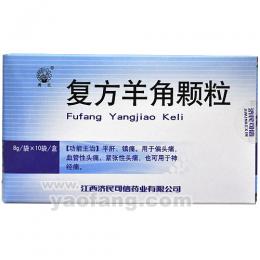 复方羊角颗粒
Fufang Yangjiao Keli
8g/袋×10袋/盒
【功能主治】平肝、镇痛。用于偏头痛,
血管性头痛,紧张性头痛,也可用于神
经痛。
江西济民可信药业有限公司
yaofang.cn